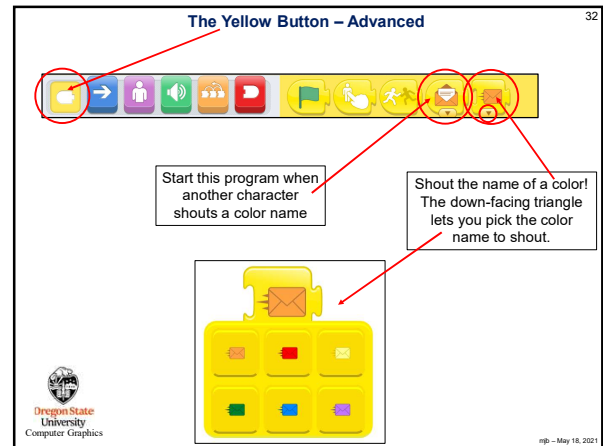 The Yellow Button – Advanced
32
Start this program when
another character
shouts a color name
Shout the name of a color!
The down-facing triangle
lets you pick the color
name to shout.
Oregon State
University
Computer Graphics
mjb – May 18, 2021